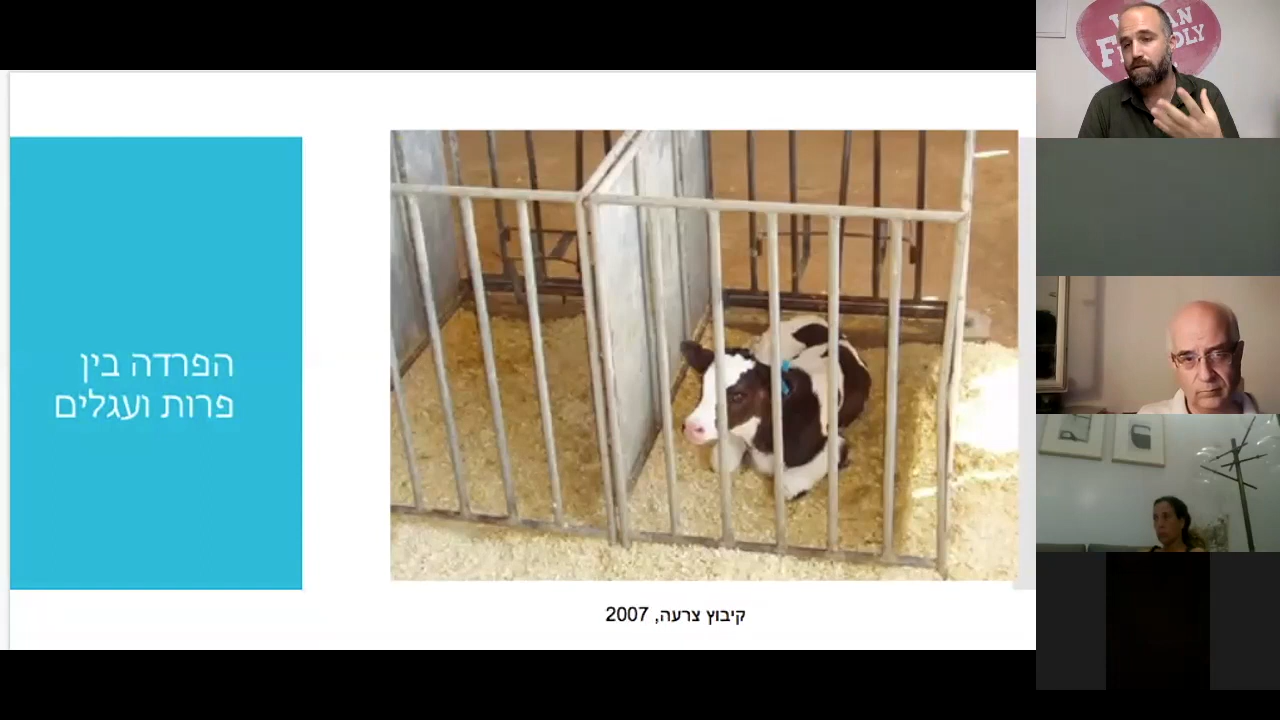 הפרדה בין
פרות ועגלים
קיבוץ צרעה, 2007